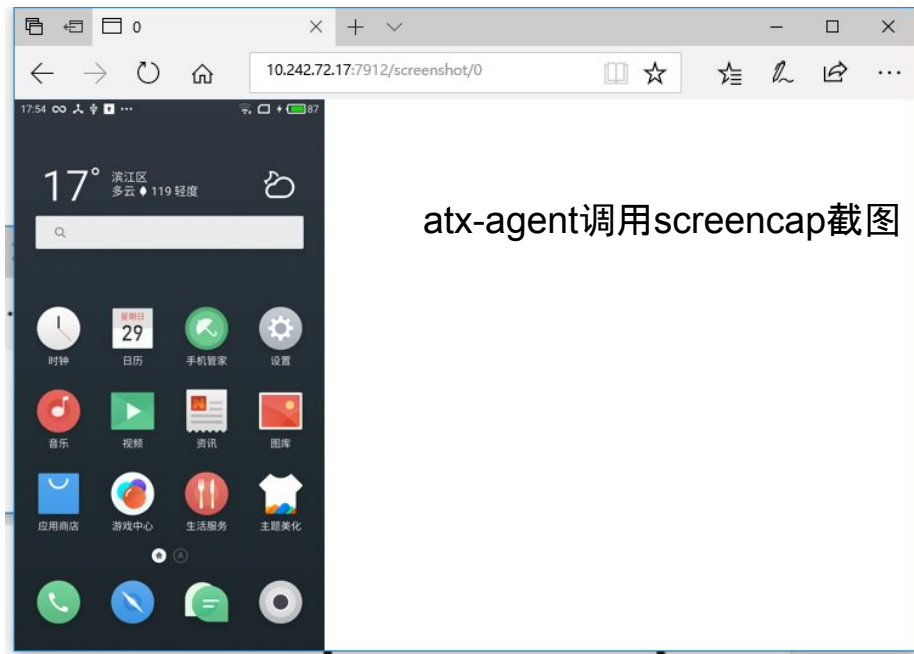 0
10.242.72.17:7912/screenshot/0
17:54
87
17°
滨江区
多云 119 轻度
atx-agent调用screencap截图
星期日
29
时钟
日历
手机管家
设置
音乐
视频
资讯
图库
应用商店
游戏中心
生活服务
主题美化
A